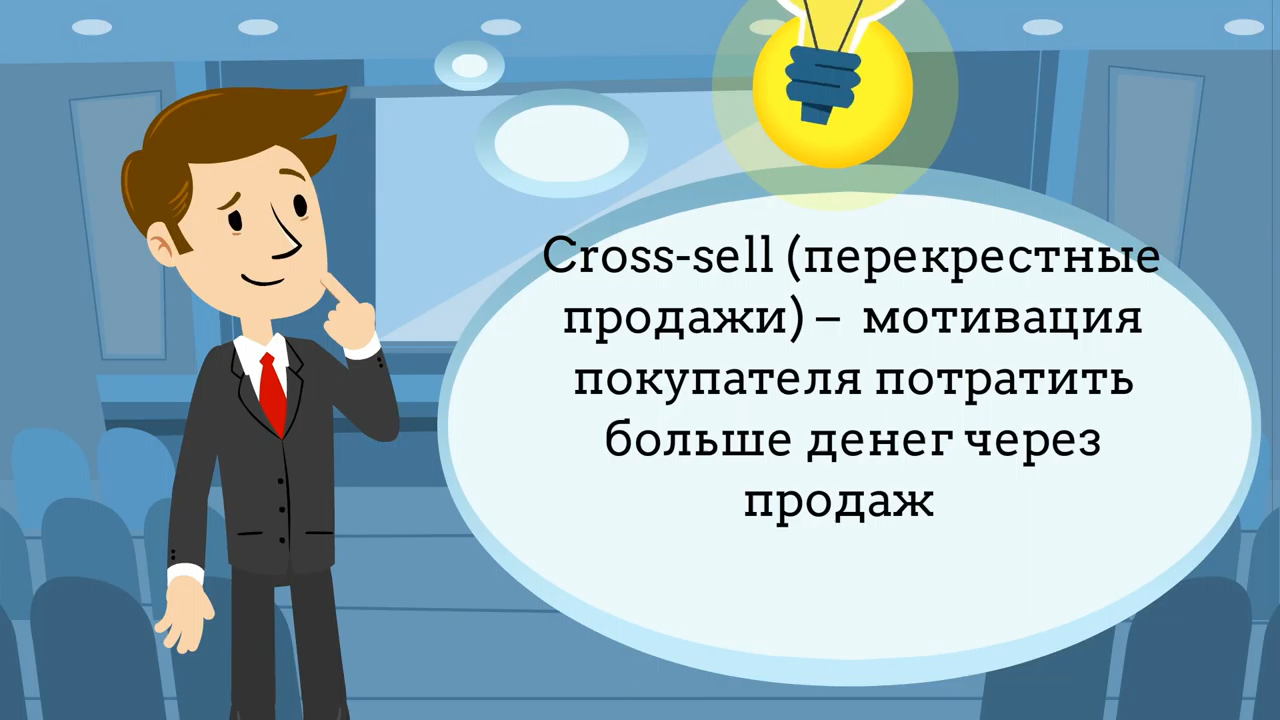 Cross-sell (перекрестные
продажи) – мотивация
покупателя потратить
больше денег через
продаж